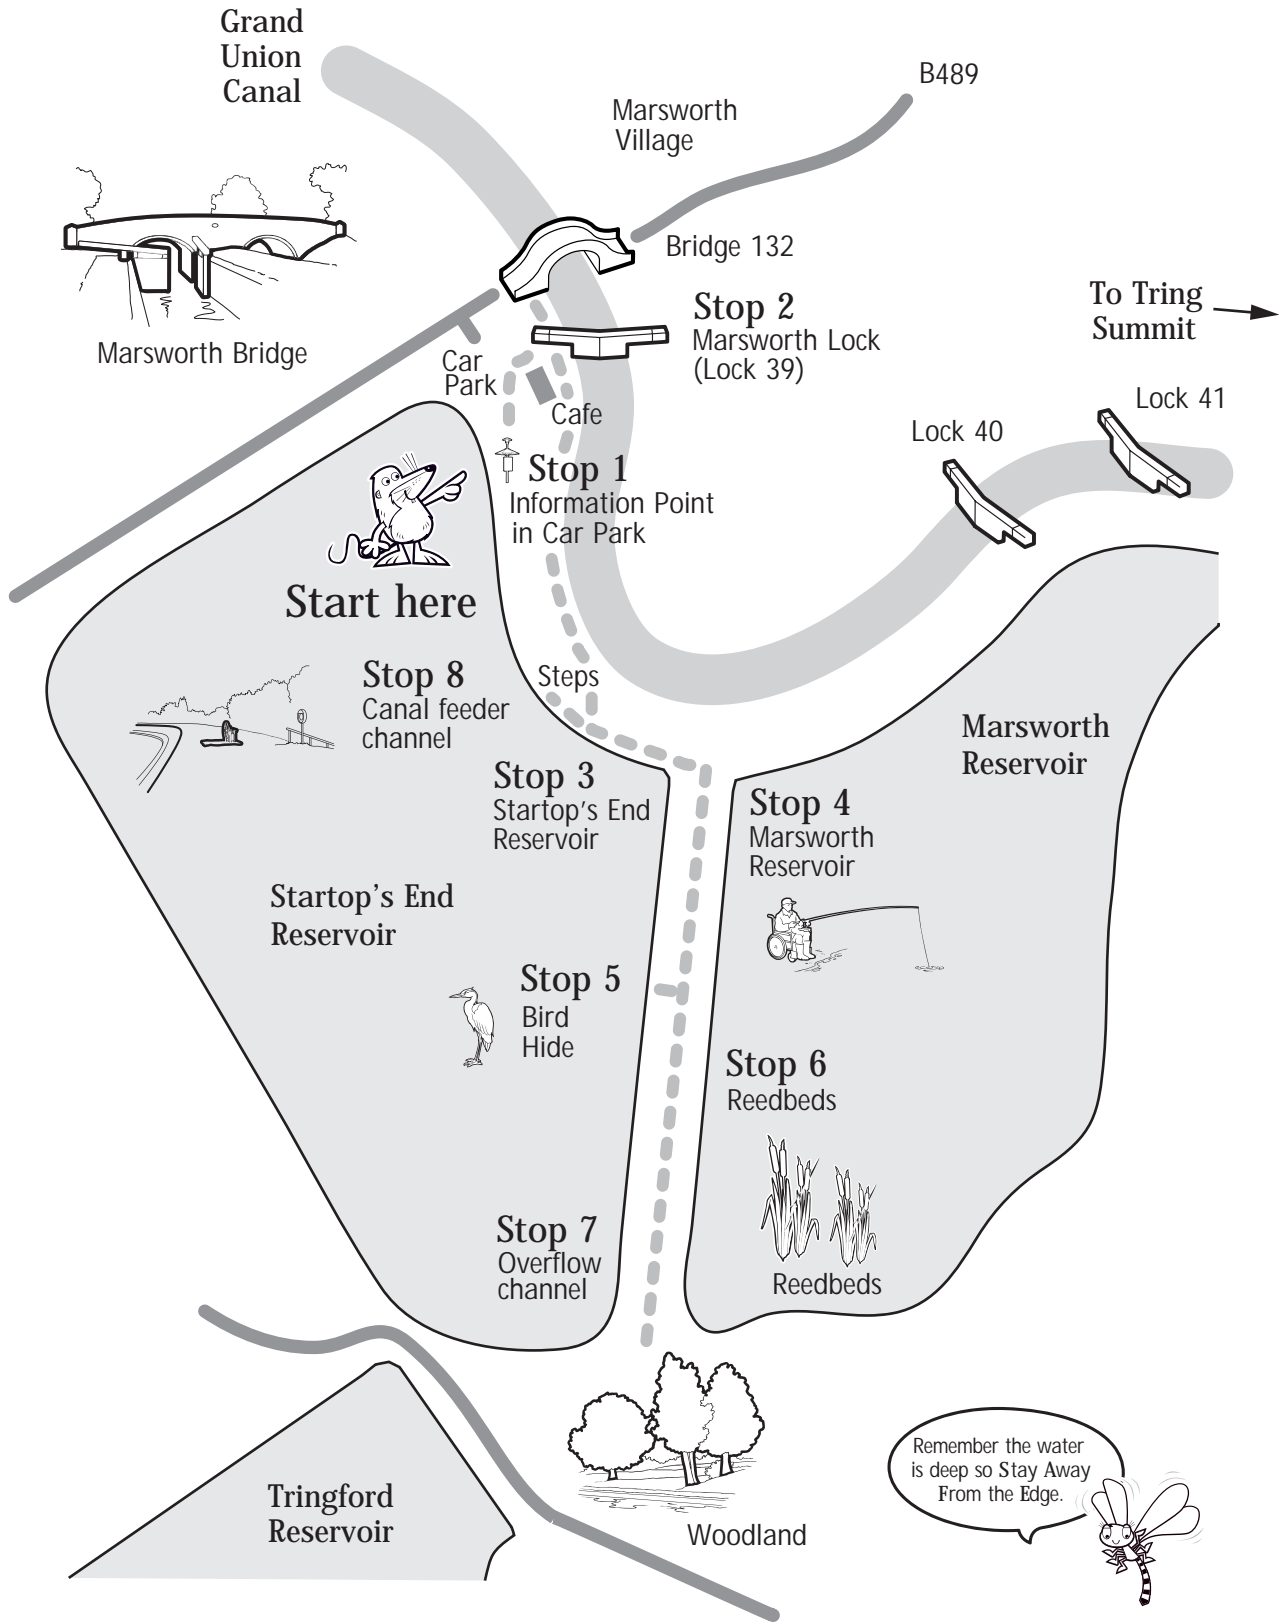 Grand
Union
Canal
B489
Marsworth
Village
Bridge 132
Marsworth Bridge
Stop 2
Marsworth Lock
(Lock 39)
To Tring
Summit
Car
Park
Cafe
Lock 41
Lock 40
Stop 1
Information Point
in Car Park
Start here
Steps
Stop 8
Canal feeder
channel
Marsworth
Reservoir
Stop 3
Startop's End
Reservoir
Stop 4
Marsworth
Reservoir
Startop's End
Reservoir
Stop 5
Bird
Hide
Stop 6
Reedbeds
Stop 7
Overflow
channel
Reedbeds
Tringford
Reservoir
Woodland
Remember the water
is deep so Stay Away
From the Edge.